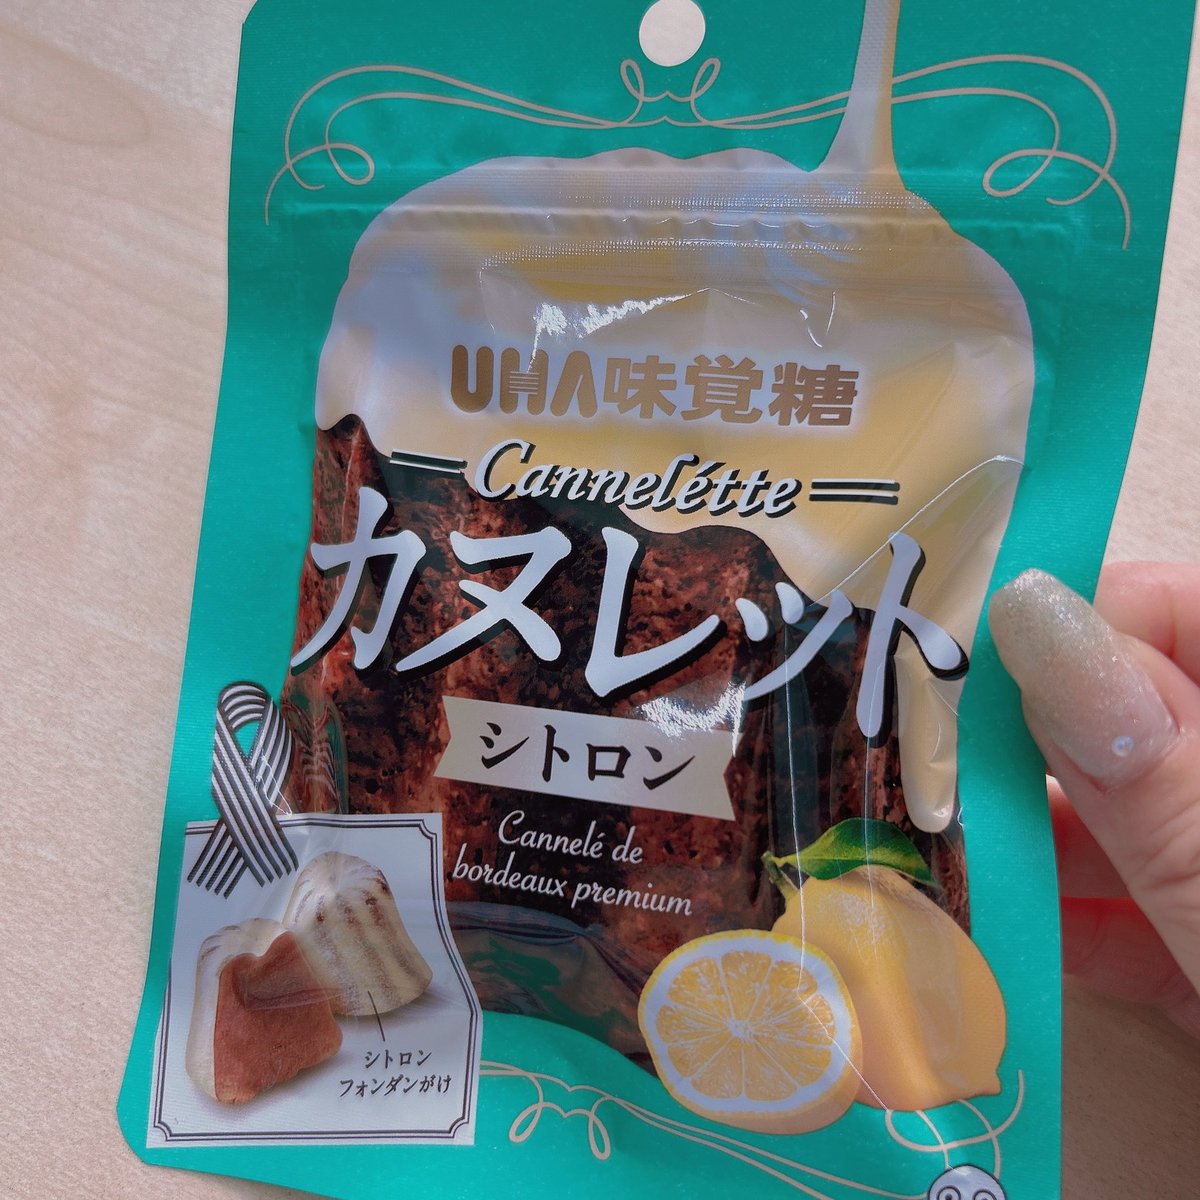 UHA味覚糖
Cannelétte
カヌレット
シトロン
Cannelé de
bordeaux premium
シトロン
フォンダンがけ